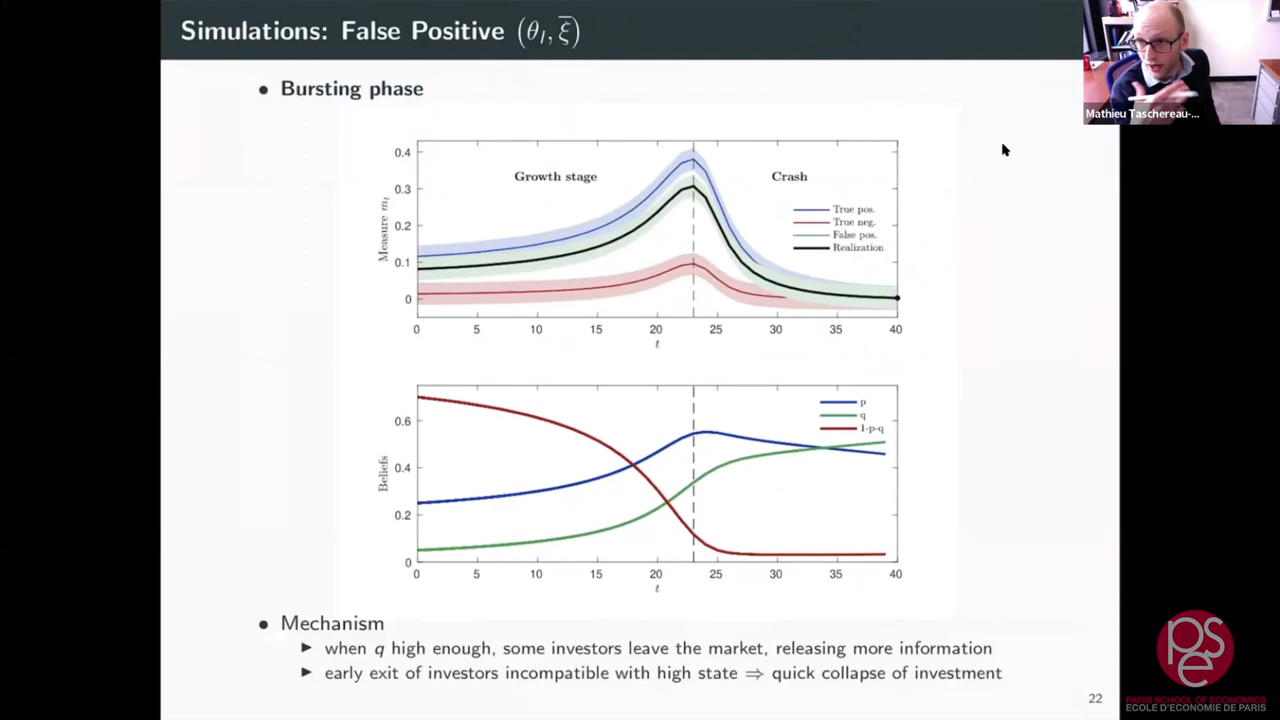 Simulations: False Positive (θ_l, ξ̄)
Mathieu Taschereau-...
• Bursting phase
Growth stage
Crash
True pos.
True neg.
False pos.
Realization
Measure m_t
0.4
0.3
0.2
0.1
0
0 5 10 15 20 25 30 35 40
t
p
q
1-p-q
Beliefs
0.6
0.4
0.2
0
0 5 10 15 20 25 30 35 40
t
• Mechanism
▶ when q high enough, some investors leave the market, releasing more information
▶ early exit of investors incompatible with high state ⇒ quick collapse of investment
22
pse
PARIS SCHOOL OF ECONOMICS
ECOLE D'ECONOMIE DE PARIS